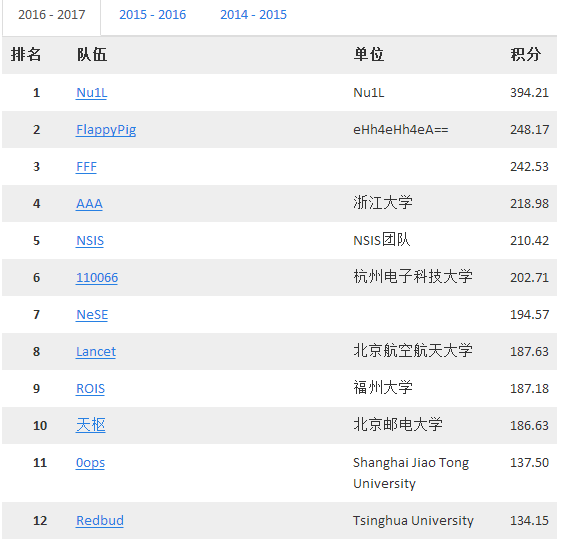 2016 - 2017 2015 - 2016 2014 - 2015
排名 队伍 单位 积分
1 Nu1L Nu1L 394.21
2 FlappyPig eHh4eHh4eA== 248.17
3 FFF 242.53
4 AAA 浙江大学 218.98
5 NSIS NSIS团队 210.42
6 110066 杭州电子科技大学 202.71
7 NeSE 194.57
8 Lancet 北京航空航天大学 187.63
9 ROIS 福州大学 187.18
10 天枢 北京邮电大学 186.63
11 0ops Shanghai Jiao Tong 137.50
University
12 Redbud Tsinghua University 134.15